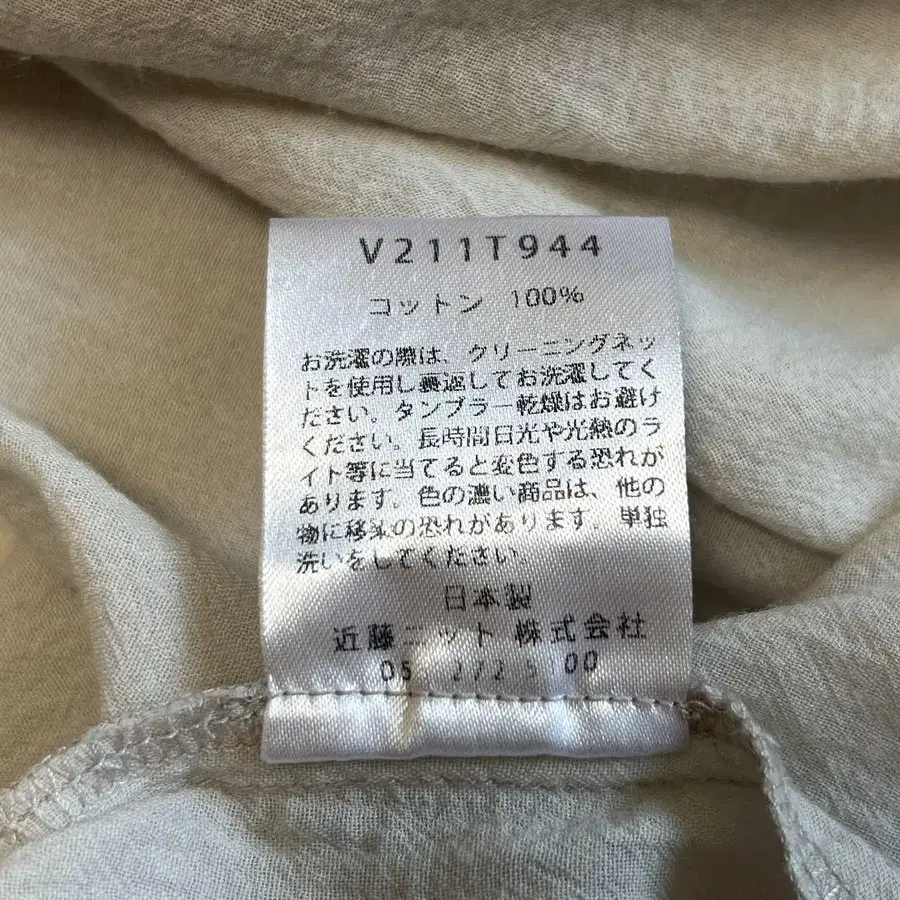 V211T944
コットン 100%
お洗濯の際は、クリーニングネッ
トを使用し裏返してお洗濯してく
ださい。タンブラー乾燥はお避け
ください。長時間日光や光熱のラ
イト等に当てると変色する恐れが
あります。色の濃い商品は、他の
物に移染の恐れがあります。単独
洗いをしてください。
日本製
近藤ニット 株式会社
00